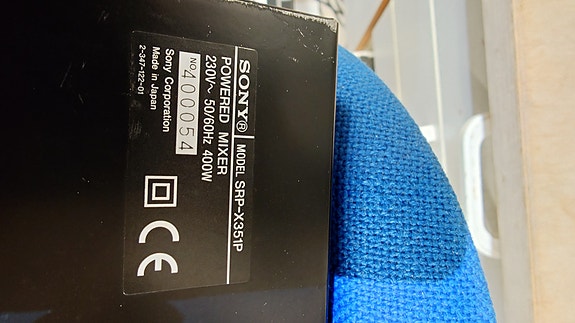 SONY® MODEL SRP-X351P
POWERED MIXER
230V~ 50/60Hz 400W
NO. 400054
Sony Corporation
Made in Japan
2-347-122-01
CE